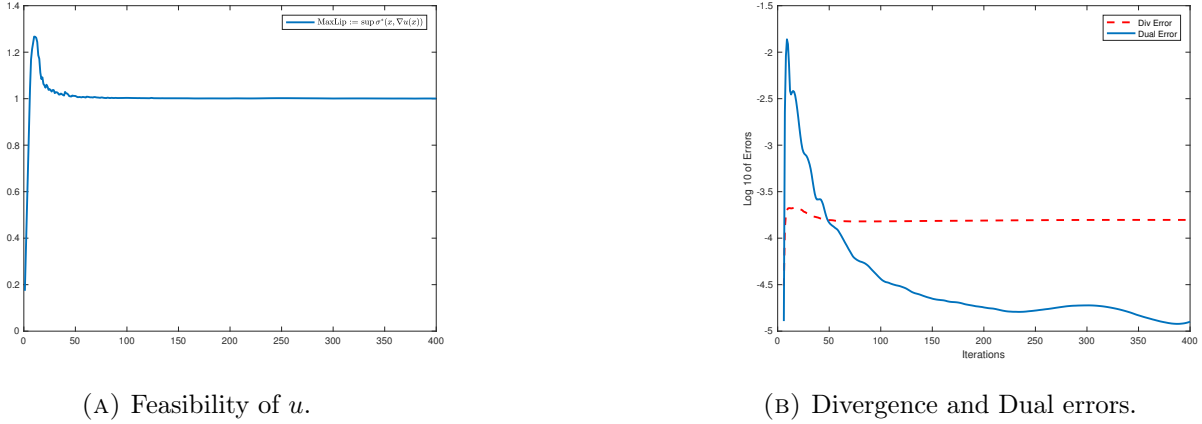 MaxLip := sup σ*(x, ∇u(x))
1.4
1.2
1
0.8
0.6
0.4
0.2
0
0 50 100 150 200 250 300 350 400
(A) Feasibility of u.
Div Error
Dual Error
Log 10 of Errors
-1.5
-2
-2.5
-3
-3.5
-4
-4.5
-5
0 50 100 150 200 250 300 350 400
Iterations
(B) Divergence and Dual errors.